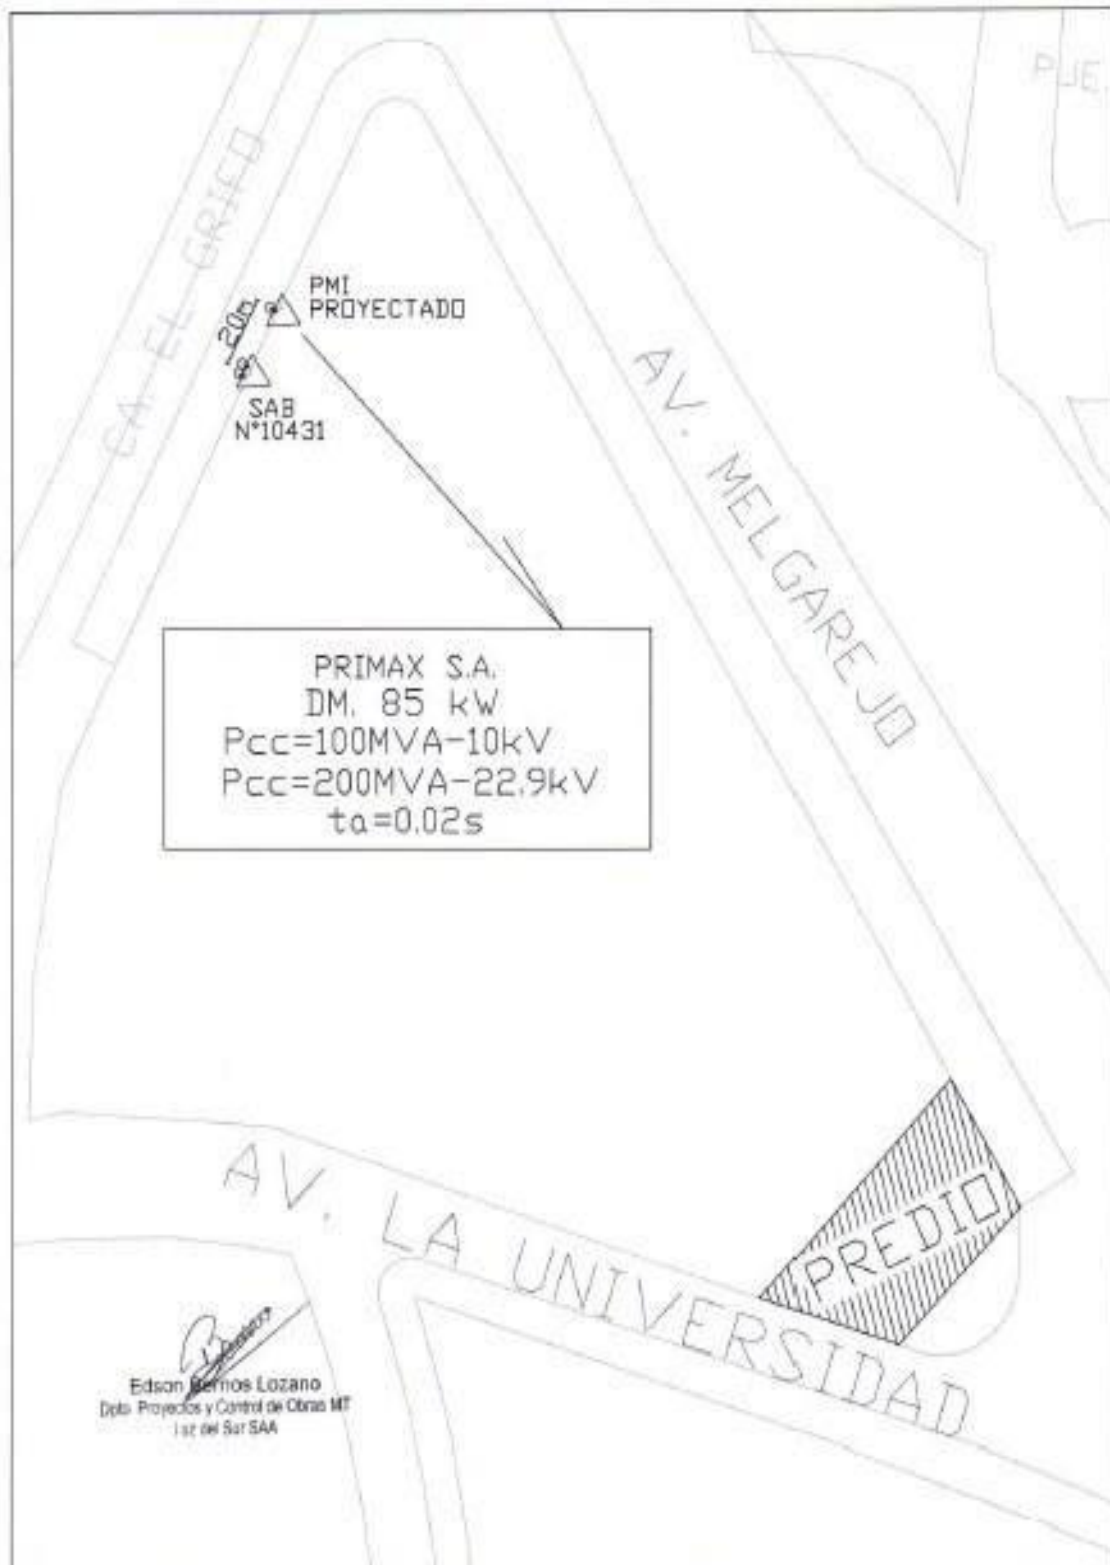 PUE
CA. EL GRIFO
PMI
PROYECTADO
20m
SAB
N°10431
AV. MELGAREJO
PRIMAX S.A.
DM. 85 kW
Pcc=100MVA-10kV
Pcc=200MVA-22.9kV
ta=0.02s
PREDIO
AV. LA UNIVERSIDAD
Edson Bernos Lozano
Dpto. Proyectos y Control de Obras MT
Luz del Sur SAA